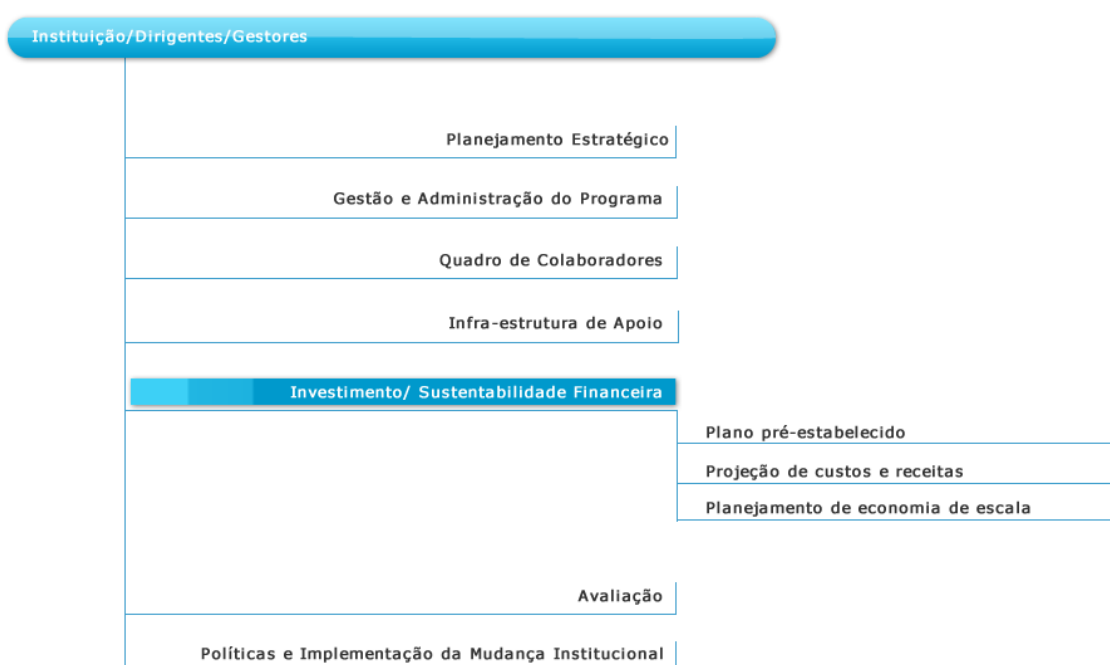 Instituição/Dirigentes/Gestores
Planejamento Estratégico
Gestão e Administração do Programa
Quadro de Colaboradores
Infra-estrutura de Apoio
Investimento/ Sustentabilidade Financeira
Plano pré-estabelecido
Projeção de custos e receitas
Planejamento de economia de escala
Avaliação
Políticas e Implementação da Mudança Institucional